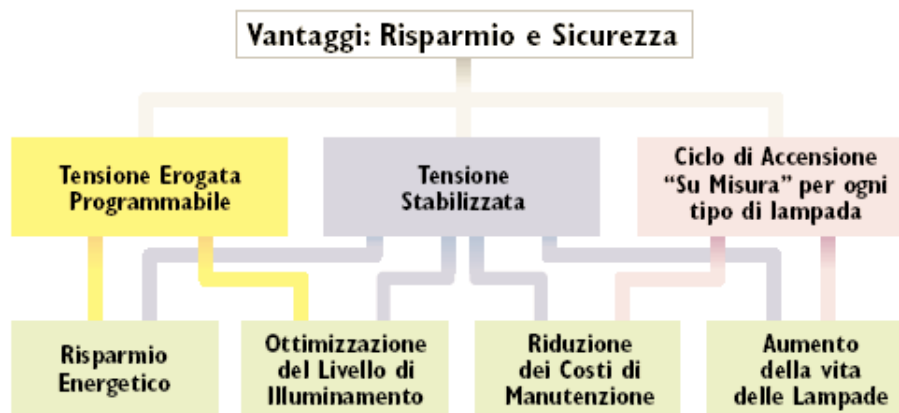 Vantaggi: Risparmio e Sicurezza
Tensione Erogata
Programmabile
Tensione
Stabilizzata
Ciclo di Accensione
“Su Misura” per ogni
tipo di lampada
Risparmio
Energetico
Ottimizzazione
del Livello di
Illuminamento
Riduzione
dei Costi di
Manutenzione
Aumento
della vita
delle Lampade